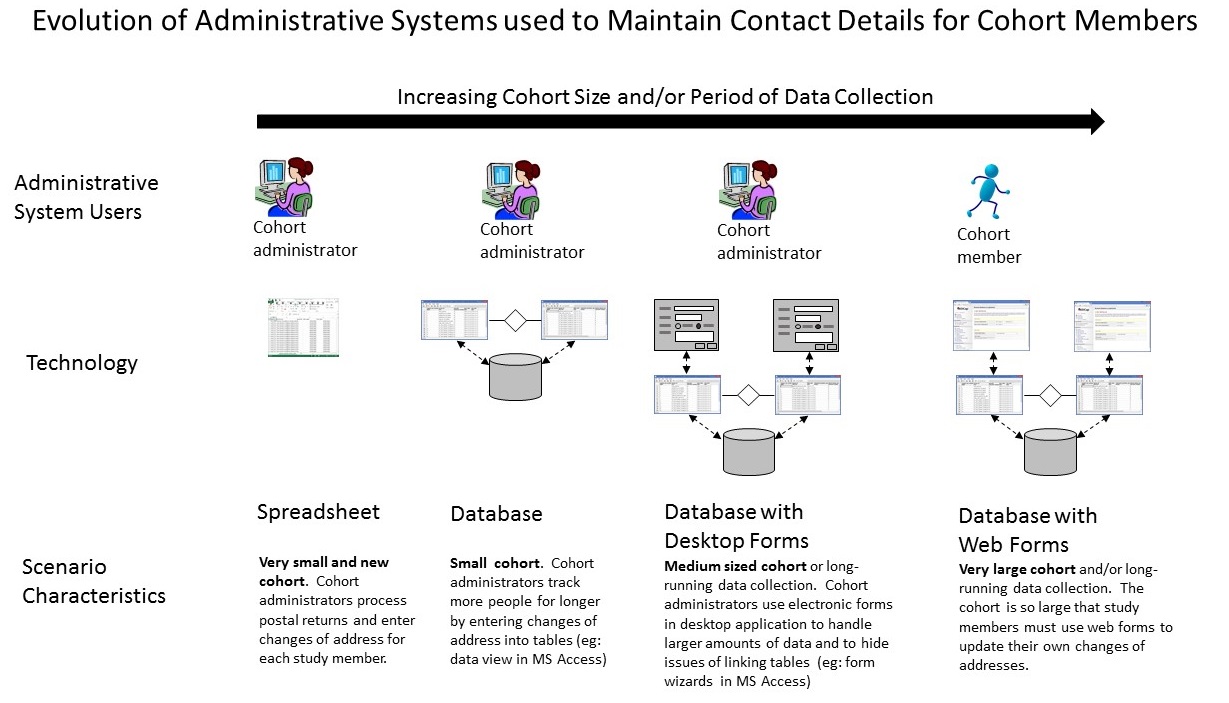 Evolution of Administrative Systems used to Maintain Contact Details for Cohort Members
Increasing Cohort Size and/or Period of Data Collection
Administrative
System Users
Cohort
administrator
Cohort
administrator
Cohort
administrator
Cohort
member
Technology
Scenario
Characteristics
Spreadsheet
Very small and new
cohort. Cohort
administrators process
postal returns and enter
changes of address for
each study member.
Database
Small cohort. Cohort
administrators track
more people for longer
by entering changes of
address into tables (eg:
data view in MS Access)
Database with
Desktop Forms
Medium sized cohort or long-
running data collection. Cohort
administrators use electronic forms
in desktop application to handle
larger amounts of data and to hide
issues of linking tables (eg: form
wizards in MS Access)
Database with
Web Forms
Very large cohort and/or long-
running data collection. The
cohort is so large that study
members must use web forms to
update their own changes of
addresses.